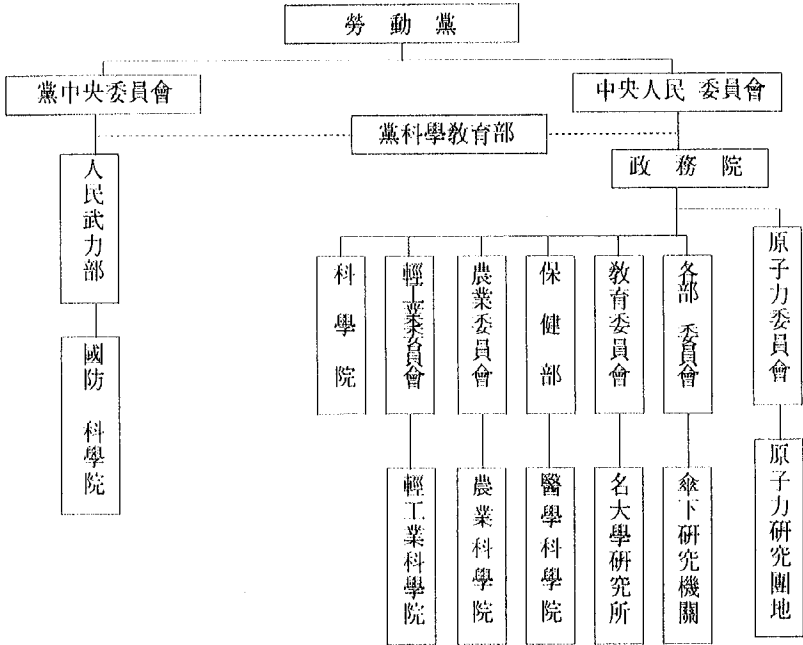 勞動黨
黨中央委員會
中央人民 委員會
黨科學敎育部
人民武力部
政務院
科學院
輕工業委員會
農業委員會
保健部
敎育委員會
各部 委員會
原子力委員會
國防 科學院
輕工業科學院
農業科學院
醫學科學院
名大學硏究所
傘下硏究機關
原子力硏究團地